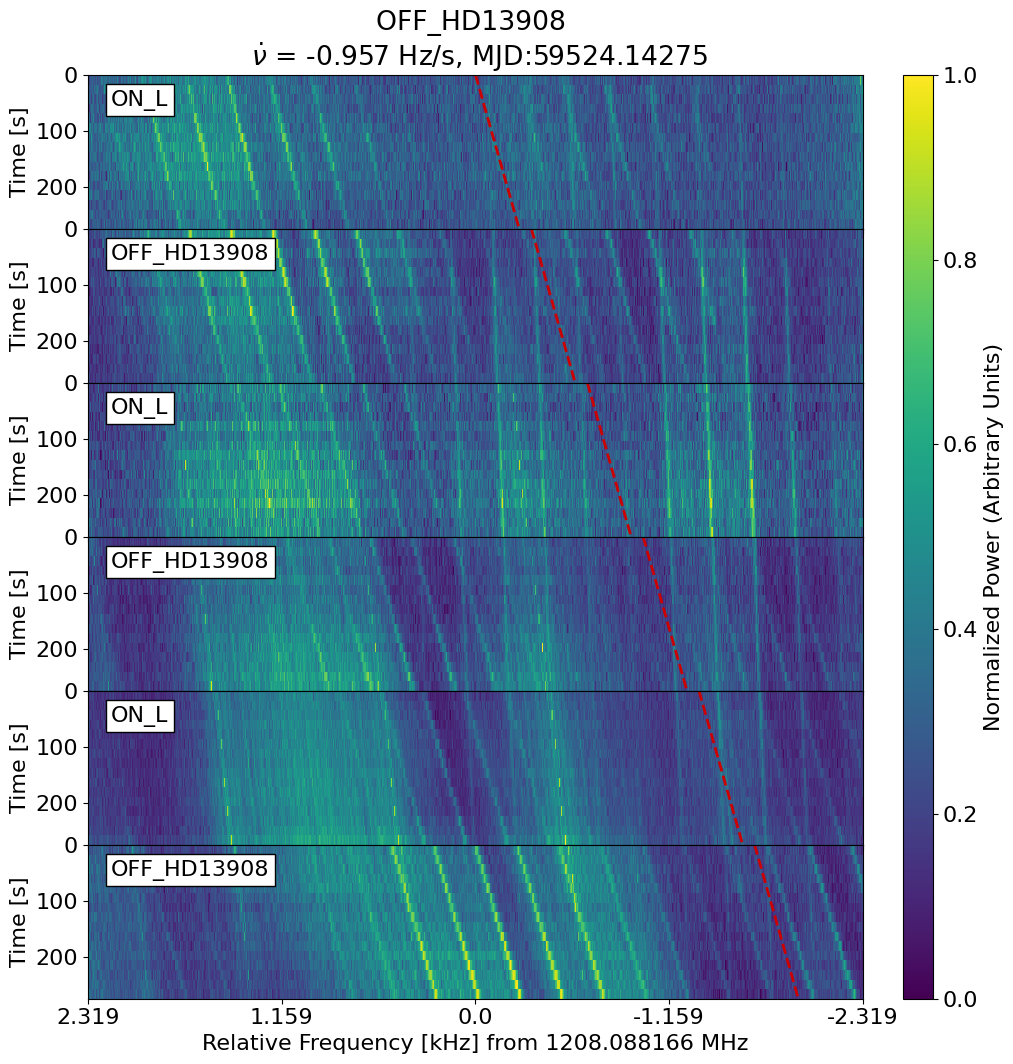 OFF_HD13908
ν̇ = -0.957 Hz/s, MJD:59524.14275
0
100
200
Time [s]
ON_L
0
100
200
Time [s]
OFF_HD13908
0
100
200
Time [s]
ON_L
0
100
200
Time [s]
OFF_HD13908
0
100
200
Time [s]
ON_L
0
100
200
Time [s]
OFF_HD13908
2.319 1.159 0.0 -1.159 -2.319
Relative Frequency [kHz] from 1208.088166 MHz
1.0
0.8
0.6
0.4
0.2
0.0
Normalized Power (Arbitrary Units)